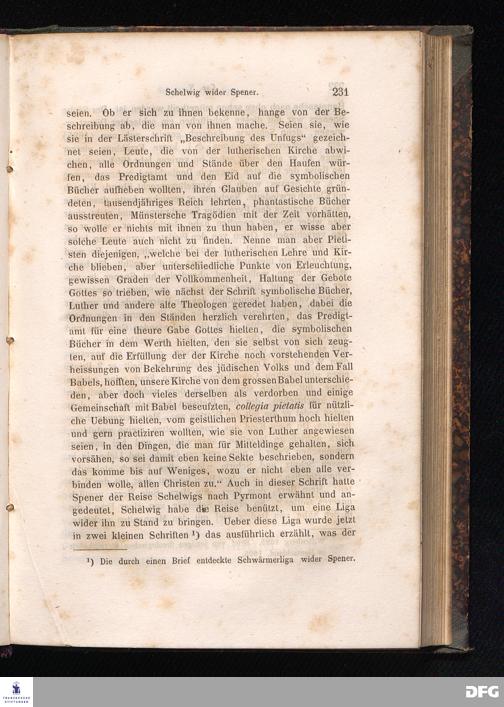 Schelwig wider Spener. 231
seien. Ob er sich zu ihnen bekenne, hange von der Be-
schreibung ab, die man von ihnen mache. Seien sie, wie
sie in der Lästerschrift „Beschreibung des Unfugs“ gezeich-
net seien, Leute, die von der lutherischen Kirche abwi-
chen, alle Ordnungen und Stände über den Haufen wür-
fen, das Predigtamt und den Eid auf die symbolischen
Bücher aufheben wollten, ihren Glauben auf Gesichte grün-
deten, tausendjähriges Reich lehrten, phantastische Bücher
ausstreuten, Münstersche Tragödien mit der Zeit vorhätten,
so wolle er nichts mit ihnen zu thun haben, er wisse aber
solche Leute auch nicht zu finden. Nenne man aber Pieti-
sten diejenigen, „welche bei der lutherischen Lehre und Kir-
che blieben, aber unterschiedliche Punkte von Erleuchtung,
gewissen Graden der Vollkommenheit, Haltung der Gebote
Gottes so trieben, wie nächst der Schrift symbolische Bücher,
Luther und andere alte Theologen geredet haben, dabei die
Ordnungen in den Ständen herzlich verehrten, das Predigt-
amt für eine theure Gabe Gottes hielten, die symbolischen
Bücher in dem Werth hielten, den sie selbst von sich zeug-
ten, auf die Erfüllung der der Kirche noch vorstehenden Ver-
heissungen von Bekehrung des jüdischen Volks und dem Fall
Babels, hofften, unsere Kirche von dem grossen Babel unterschie-
den, aber doch vieles derselben als verdorben und einige
Gemeinschaft mit Babel beseufzten, collegia pietatis für nützli-
che Uebung hielten, vom geistlichen Priesterthum hoch hielten
und gern practiziren wollten, wie sie von Luther angewiesen
seien, in den Dingen, die man für Mitteldinge gehalten, sich
vorsähen, so sei damit eben keine Sekte beschrieben, sondern
das komme bis auf Weniges, wozu er nicht eben alle ver-
binden wolle, allen Christen zu.“ Auch in dieser Schrift hatte
Spener der Reise Schelwigs nach Pyrmont erwähnt und an-
gedeutet, Schelwig habe die Reise benützt, um eine Liga
wider ihn zu Stand zu bringen. Ueber diese Liga wurde jetzt
in zwei kleinen Schriften ¹) das ausführlich erzählt, was der
¹) Die durch einen Brief entdeckte Schwärmerliga wider Spener.
FRANCKESCHE
STIFTUNGEN
DFG